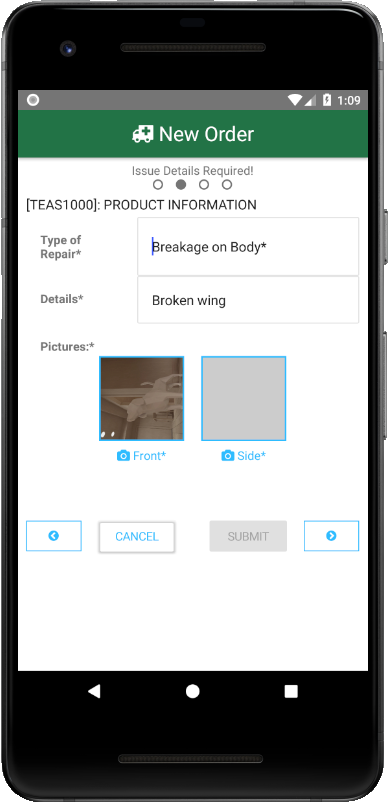 1:09
New Order
Issue Details Required!
[TEAS1000]: PRODUCT INFORMATION
Type of
Repair*
Breakage on Body*
Details*
Broken wing
Pictures:*
Front*
Side*
CANCEL
SUBMIT